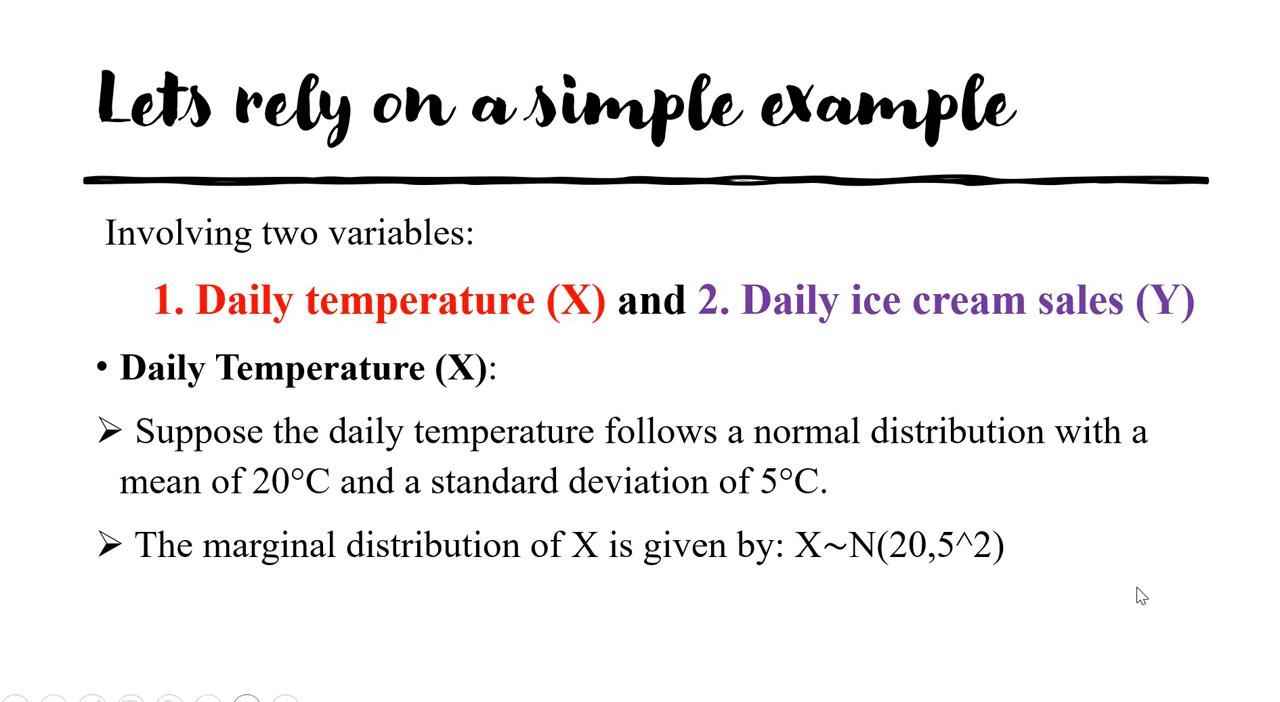 Lets rely on a simple example
Involving two variables:
1. Daily temperature (X) and 2. Daily ice cream sales (Y)
• Daily Temperature (X):
➢ Suppose the daily temperature follows a normal distribution with a
mean of 20°C and a standard deviation of 5°C.
➢ The marginal distribution of X is given by: X∼N(20,5^2)